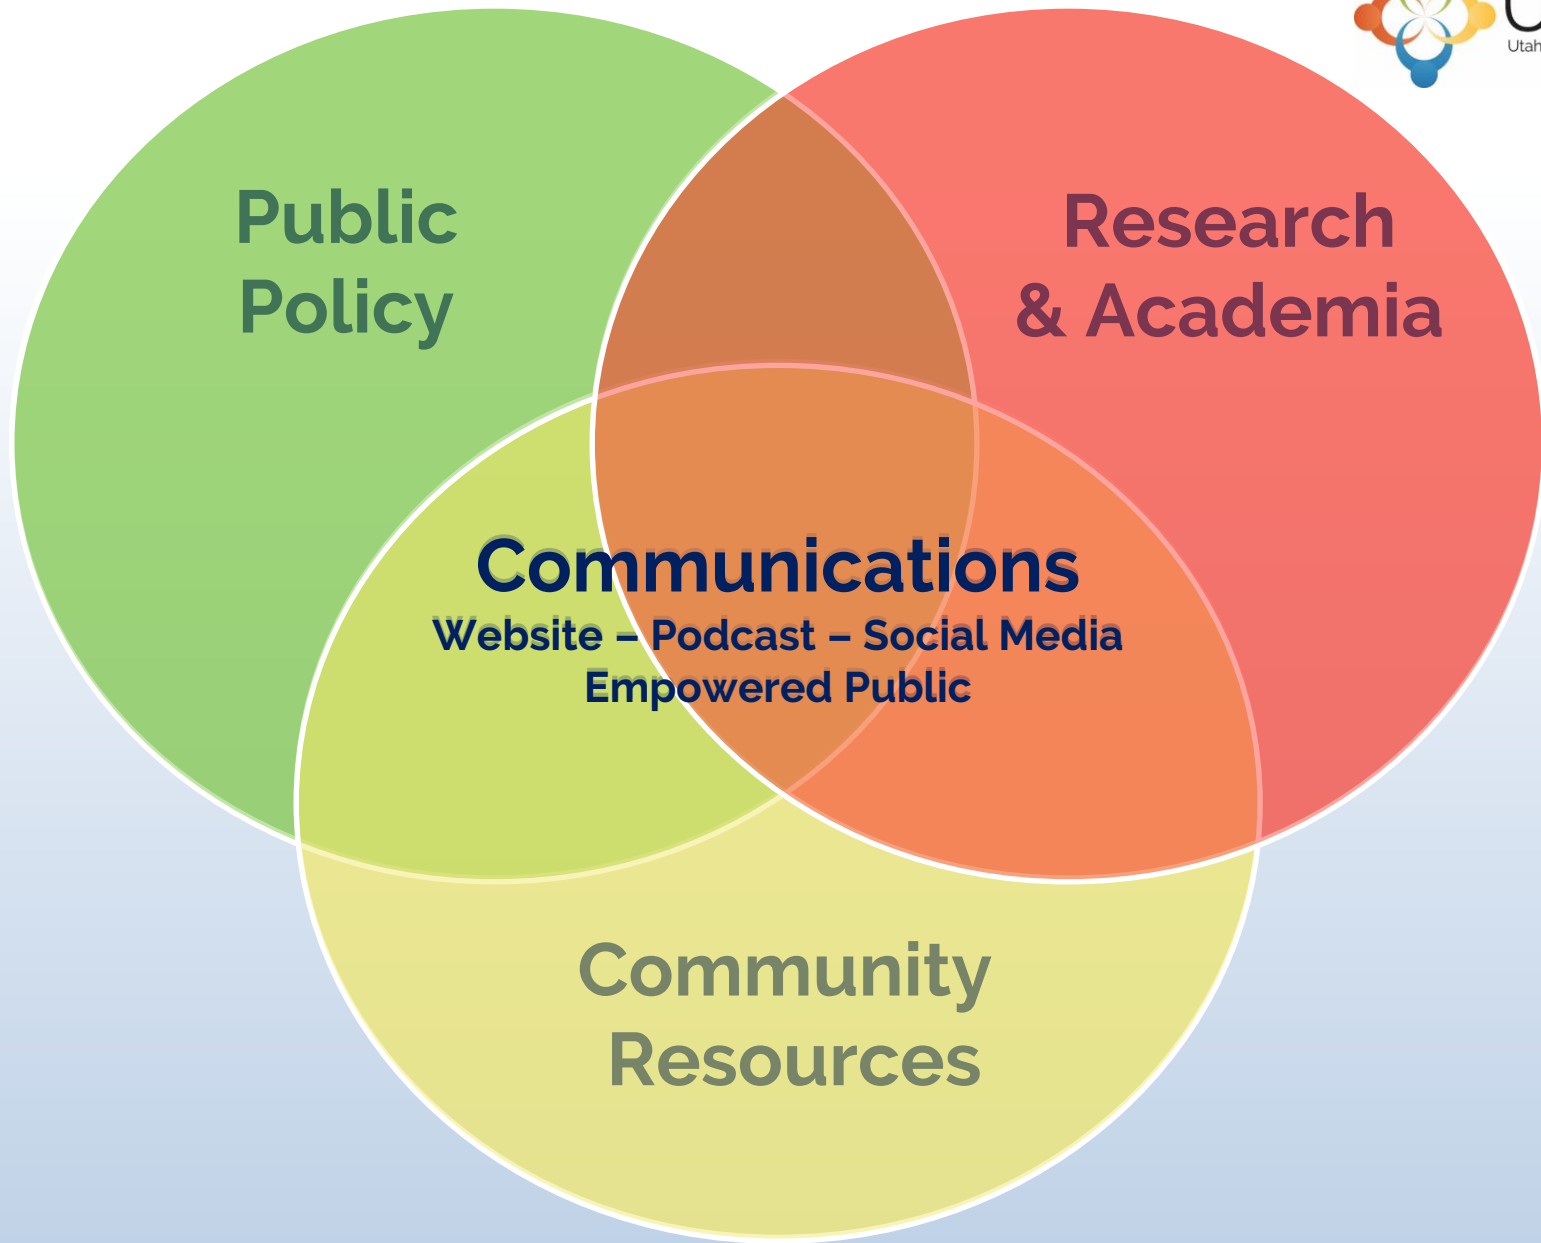 Utah
Public
Policy
Research
& Academia
Communications
Website – Podcast – Social Media
Empowered Public
Community
Resources